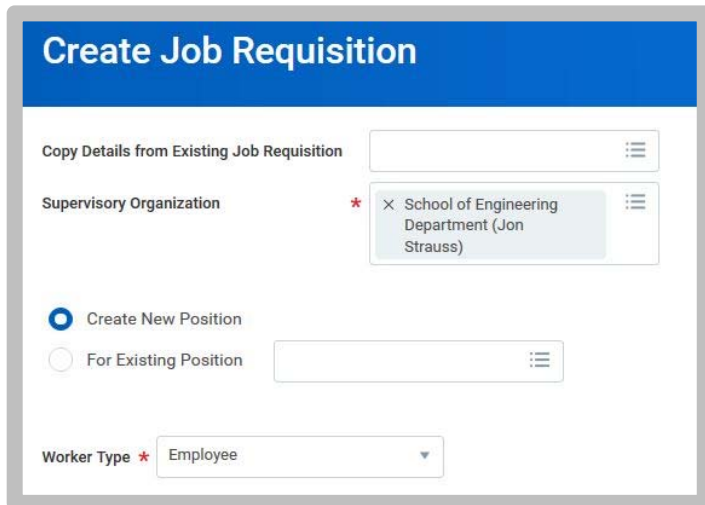 Create Job Requisition
Copy Details from Existing Job Requisition
Supervisory Organization *
× School of Engineering
Department (Jon
Strauss)
Create New Position
For Existing Position
Worker Type * Employee